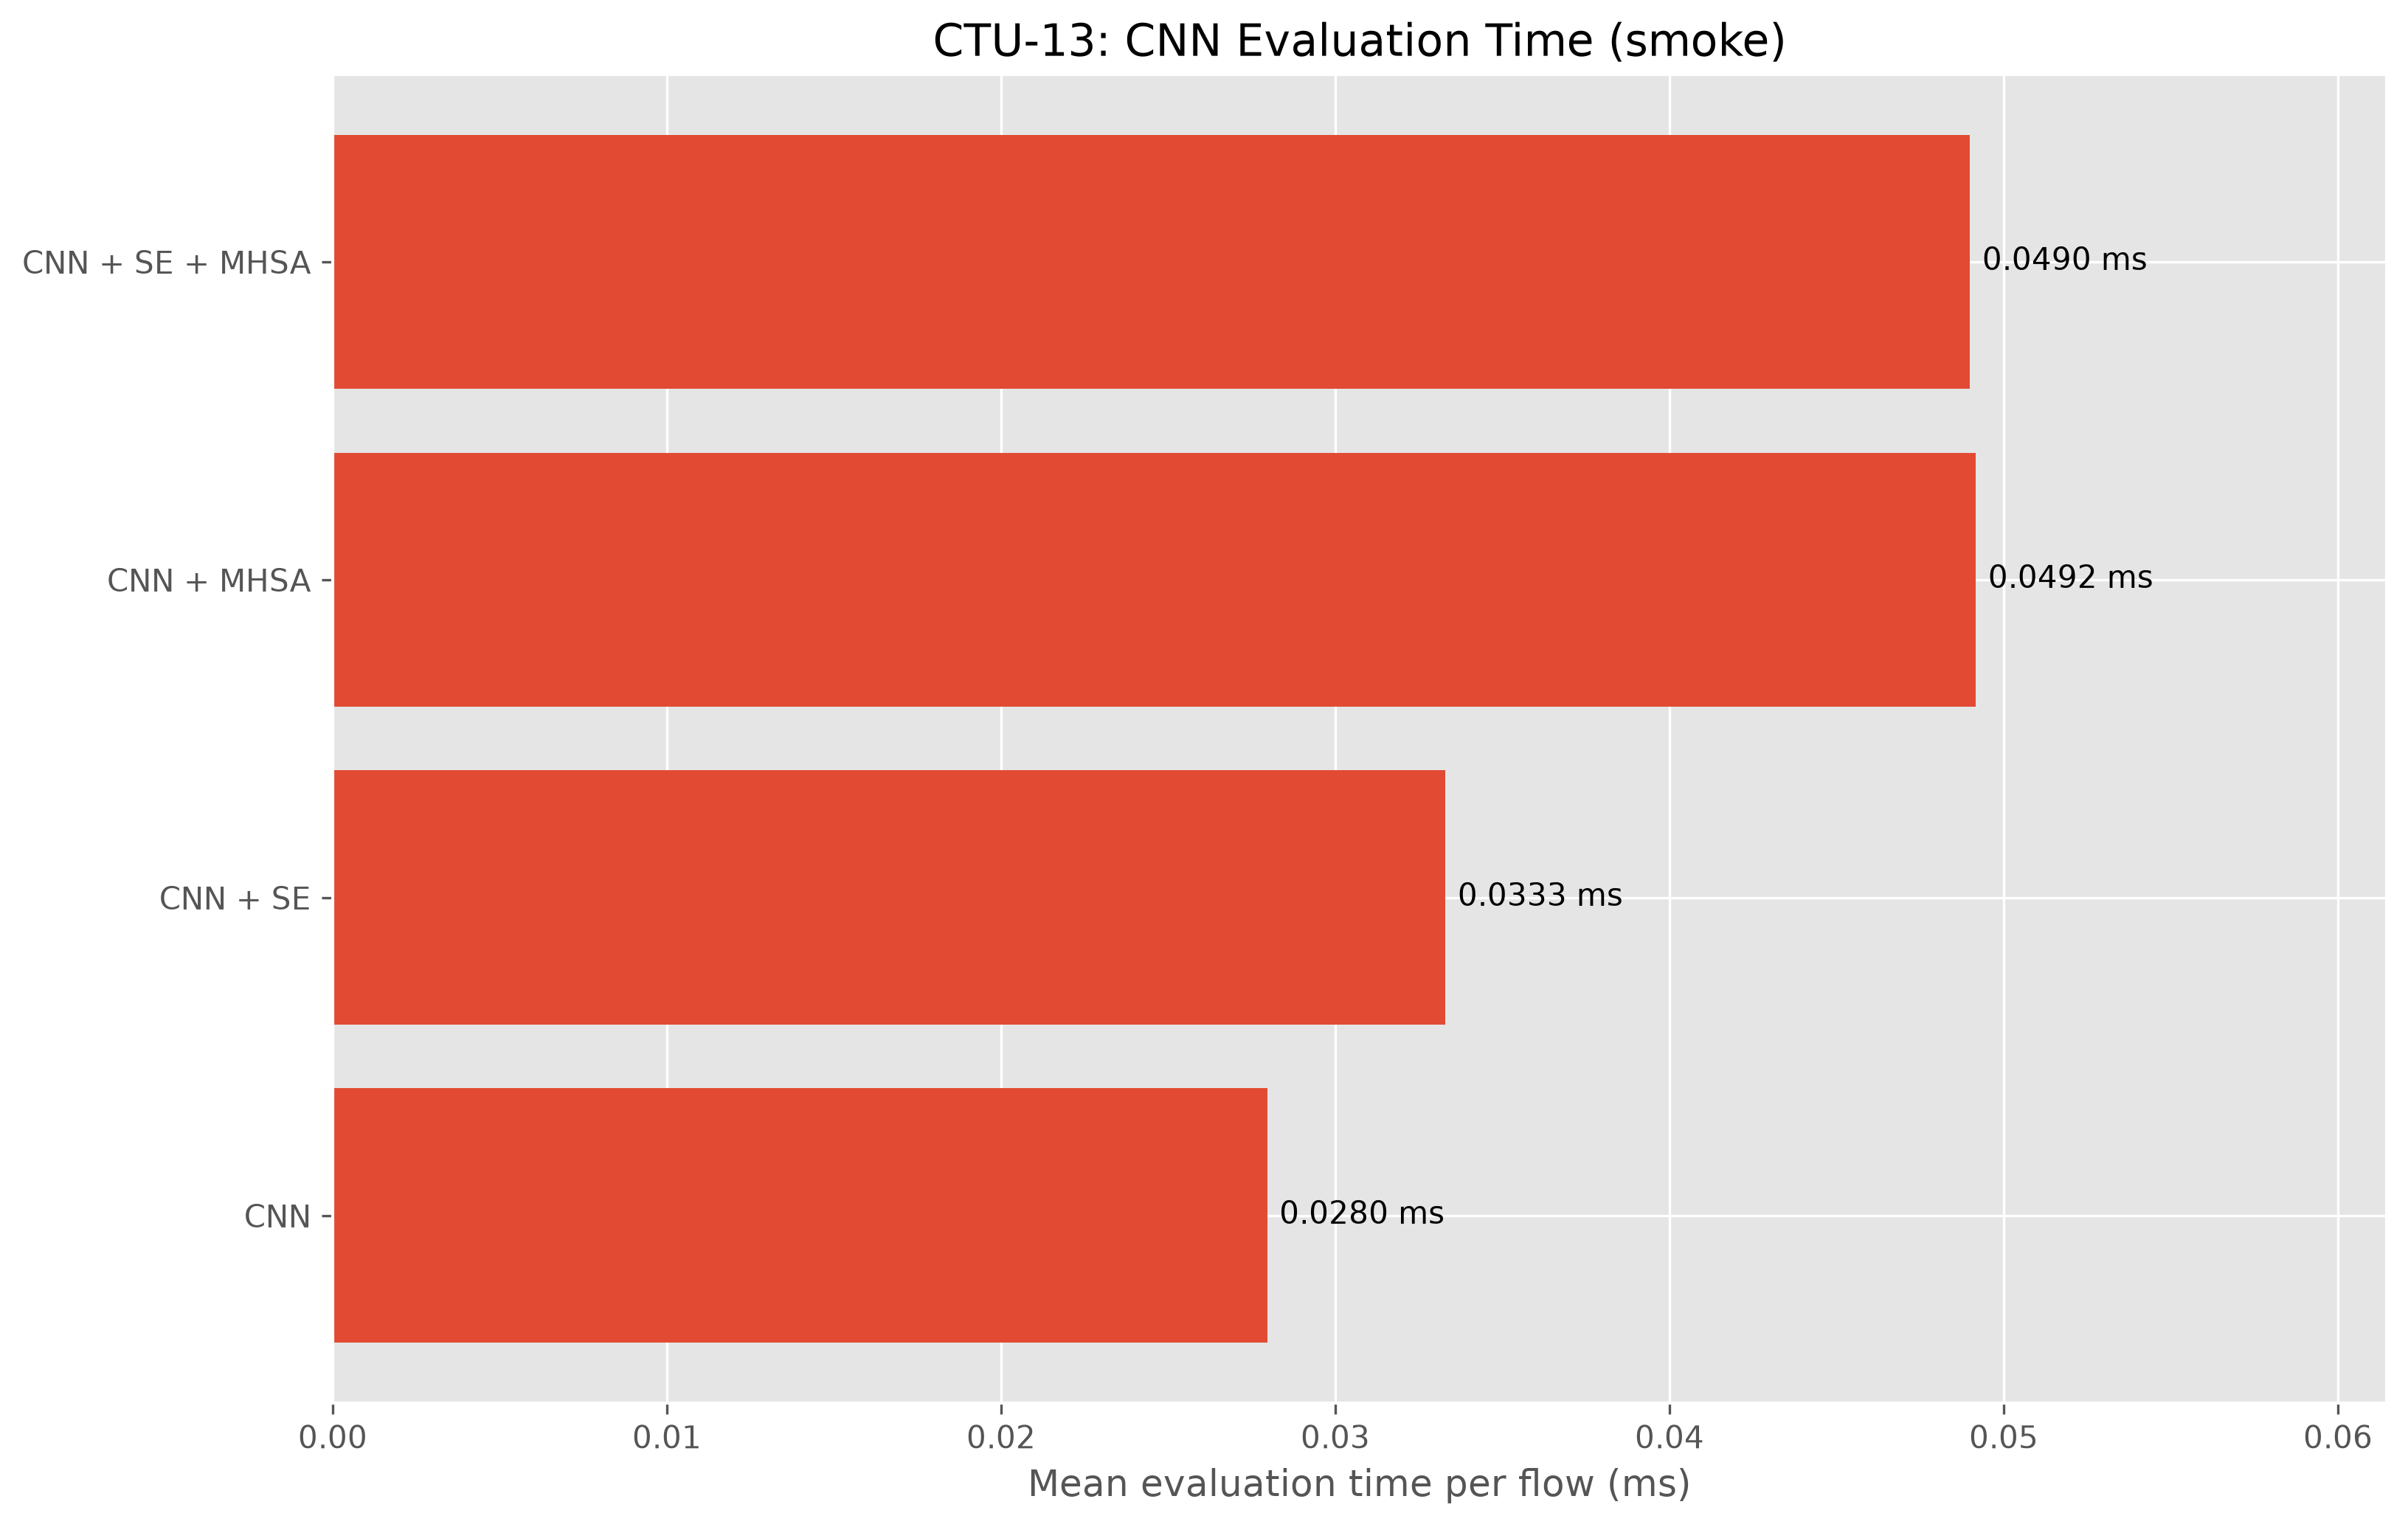 CTU-13: CNN Evaluation Time (smoke)
CNN + SE + MHSA
0.0490 ms
CNN + MHSA
0.0492 ms
CNN + SE
0.0333 ms
CNN
0.0280 ms
0.00 0.01 0.02 0.03 0.04 0.05 0.06
Mean evaluation time per flow (ms)